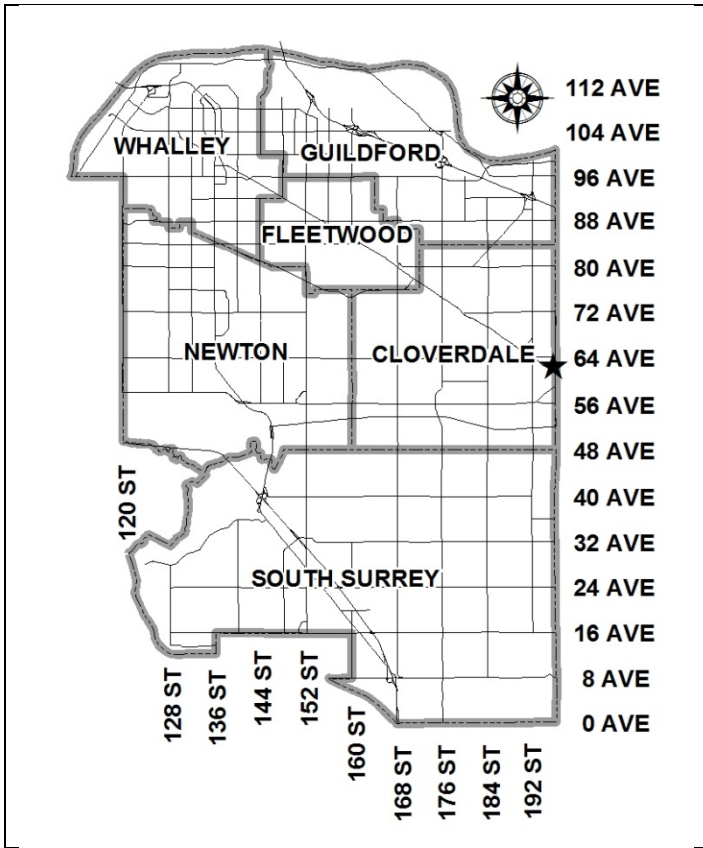 112 AVE
104 AVE
WHALLEY
GUILDFORD
96 AVE
88 AVE
FLEETWOOD
80 AVE
72 AVE
NEWTON
CLOVERDALE
64 AVE
56 AVE
48 AVE
120 ST
40 AVE
32 AVE
SOUTH SURREY
24 AVE
16 AVE
128 ST
136 ST
144 ST
152 ST
160 ST
8 AVE
0 AVE
168 ST
176 ST
184 ST
192 ST